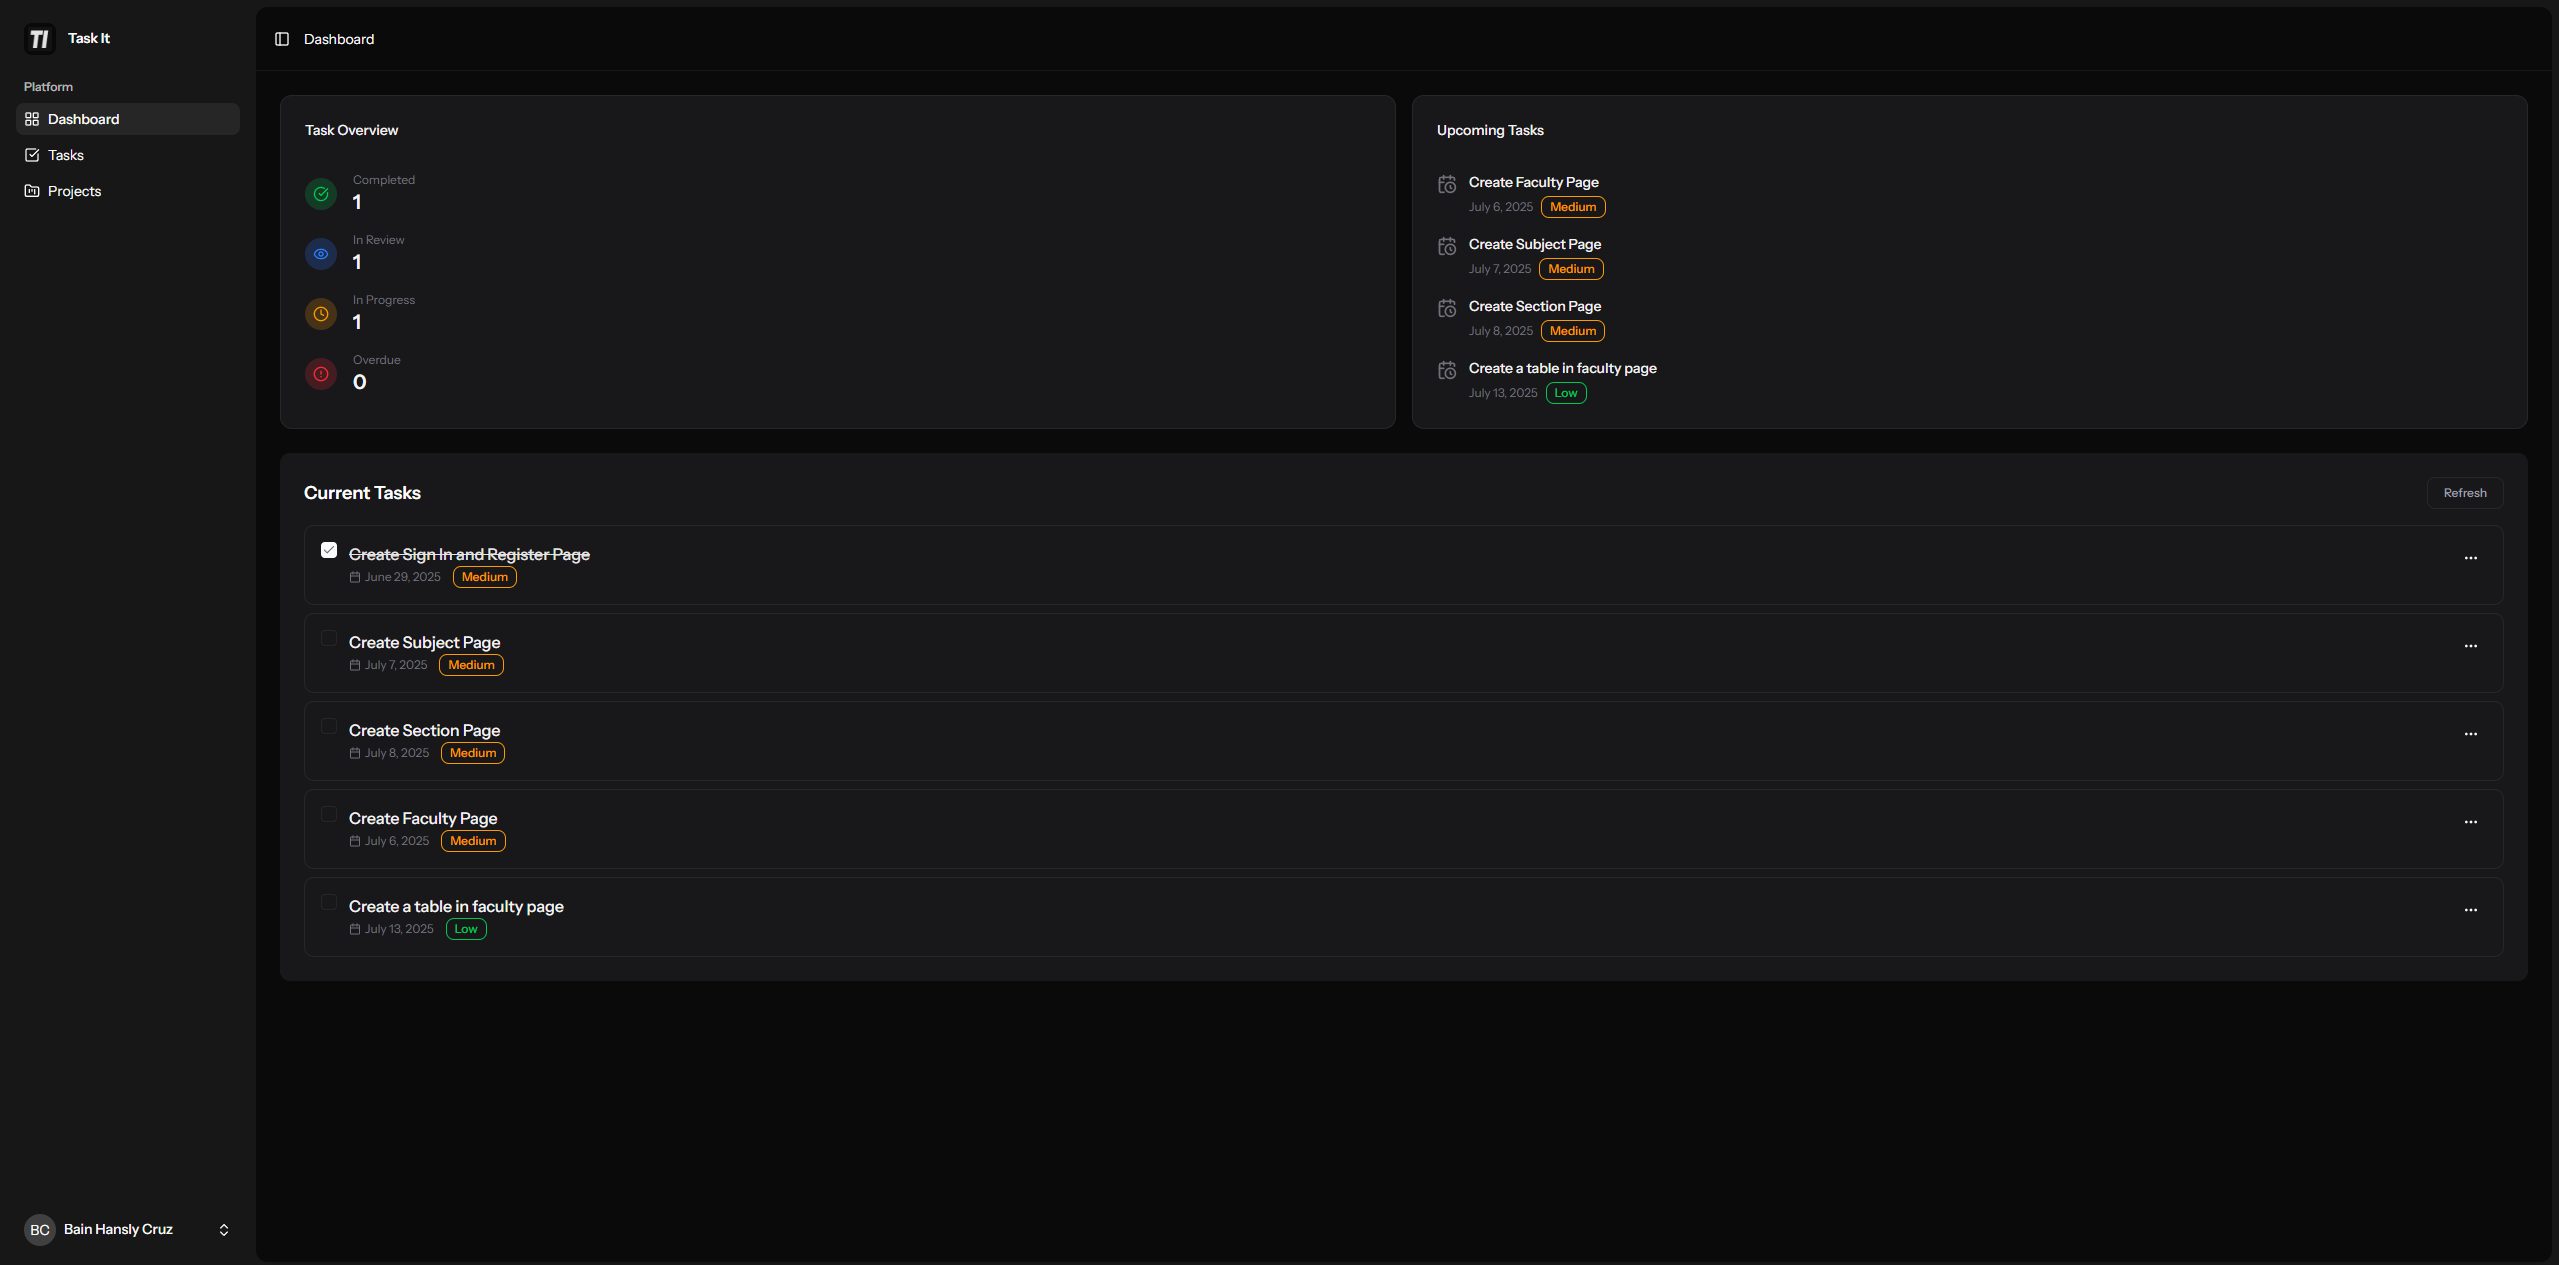 TI
Task It
Platform
Dashboard
Tasks
Projects
Dashboard
Task Overview
Completed
1
In Review
1
In Progress
1
Overdue
0
Upcoming Tasks
Create Faculty Page
July 6, 2025 Medium
Create Subject Page
July 7, 2025 Medium
Create Section Page
July 8, 2025 Medium
Create a table in faculty page
July 13, 2025 Low
Current Tasks
Refresh
Create Sign In and Register Page
June 29, 2025 Medium
Create Subject Page
July 7, 2025 Medium
Create Section Page
July 8, 2025 Medium
Create Faculty Page
July 6, 2025 Medium
Create a table in faculty page
July 13, 2025 Low
BC Bain Hansly Cruz